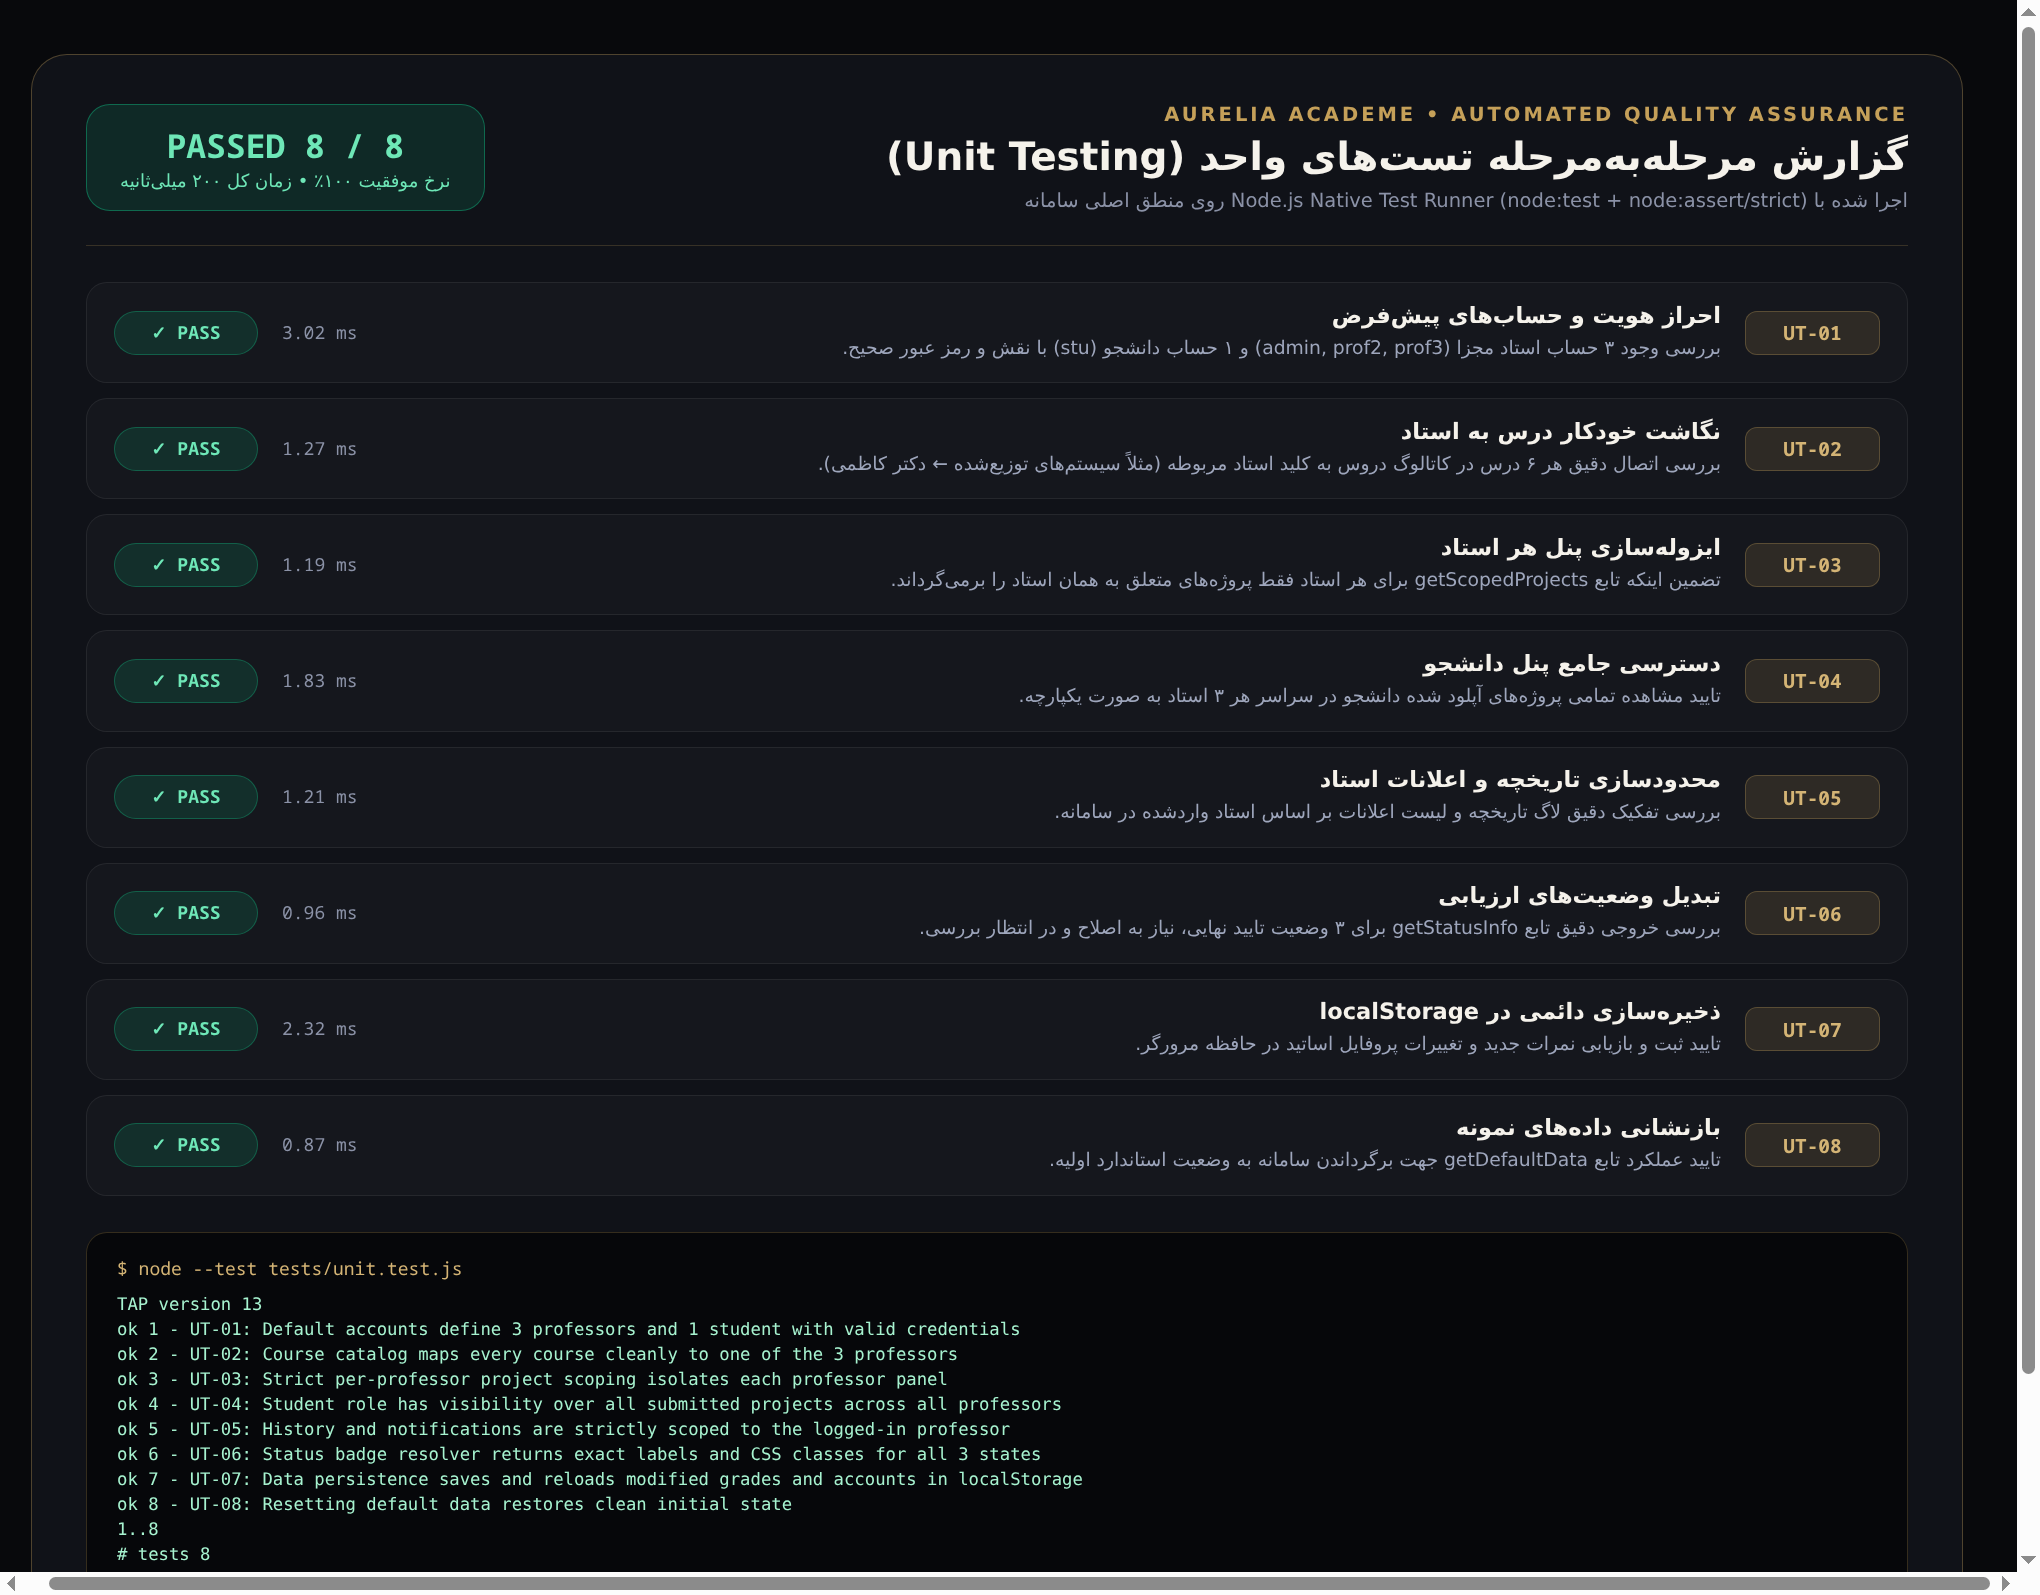 AURELIA ACADEME • AUTOMATED QUALITY ASSURANCE
گزارش مرحله‌به‌مرحله تست‌های واحد (Unit Testing)
اجرا شده با Node.js Native Test Runner (node:test + node:assert/strict) روی منطق اصلی سامانه
PASSED 8 / 8
نرخ موفقیت ۱۰۰٪ • زمان کل ۲۰۰ میلی‌ثانیه
UT-01
احراز هویت و حساب‌های پیش‌فرض
بررسی وجود ۳ حساب استاد مجزا (admin, prof2, prof3) و ۱ حساب دانشجو (stu) با نقش و رمز عبور صحیح.
3.02 ms
✓ PASS
UT-02
نگاشت خودکار درس به استاد
بررسی اتصال دقیق هر ۶ درس در کاتالوگ دروس به کلید استاد مربوطه (مثلاً سیستم‌های توزیع‌شده ← دکتر کاظمی).
1.27 ms
✓ PASS
UT-03
ایزوله‌سازی پنل هر استاد
تضمین اینکه تابع getScopedProjects برای هر استاد فقط پروژه‌های متعلق به همان استاد را برمی‌گرداند.
1.19 ms
✓ PASS
UT-04
دسترسی جامع پنل دانشجو
تایید مشاهده تمامی پروژه‌های آپلود شده دانشجو در سراسر هر ۳ استاد به صورت یکپارچه.
1.83 ms
✓ PASS
UT-05
محدودسازی تاریخچه و اعلانات استاد
بررسی تفکیک دقیق لاگ تاریخچه و لیست اعلانات بر اساس استاد واردشده در سامانه.
1.21 ms
✓ PASS
UT-06
تبدیل وضعیت‌های ارزیابی
بررسی خروجی دقیق تابع getStatusInfo برای ۳ وضعیت تایید نهایی، نیاز به اصلاح و در انتظار بررسی.
0.96 ms
✓ PASS
UT-07
ذخیره‌سازی دائمی در localStorage
تایید ثبت و بازیابی نمرات جدید و تغییرات پروفایل اساتید در حافظه مرورگر.
2.32 ms
✓ PASS
UT-08
بازنشانی داده‌های نمونه
تایید عملکرد تابع getDefaultData جهت برگرداندن سامانه به وضعیت استاندارد اولیه.
0.87 ms
✓ PASS
$ node --test tests/unit.test.js
TAP version 13
ok 1 - UT-01: Default accounts define 3 professors and 1 student with valid credentials
ok 2 - UT-02: Course catalog maps every course cleanly to one of the 3 professors
ok 3 - UT-03: Strict per-professor project scoping isolates each professor panel
ok 4 - UT-04: Student role has visibility over all submitted projects across all professors
ok 5 - UT-05: History and notifications are strictly scoped to the logged-in professor
ok 6 - UT-06: Status badge resolver returns exact labels and CSS classes for all 3 states
ok 7 - UT-07: Data persistence saves and reloads modified grades and accounts in localStorage
ok 8 - UT-08: Resetting default data restores clean initial state
1..8
# tests 8